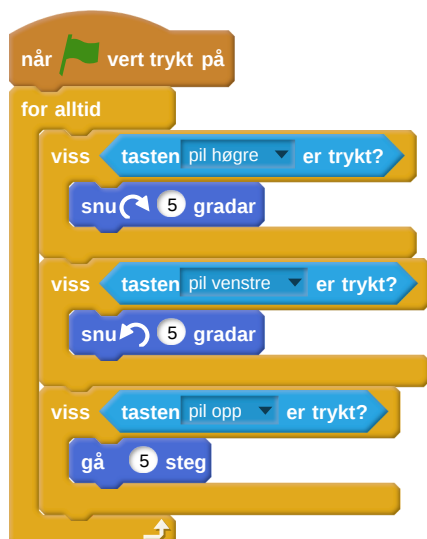 når vert trykt på
for alltid
viss tasten pil høgre er trykt?
snu 5 gradar
viss tasten pil venstre er trykt?
snu 5 gradar
viss tasten pil opp er trykt?
gå 5 steg